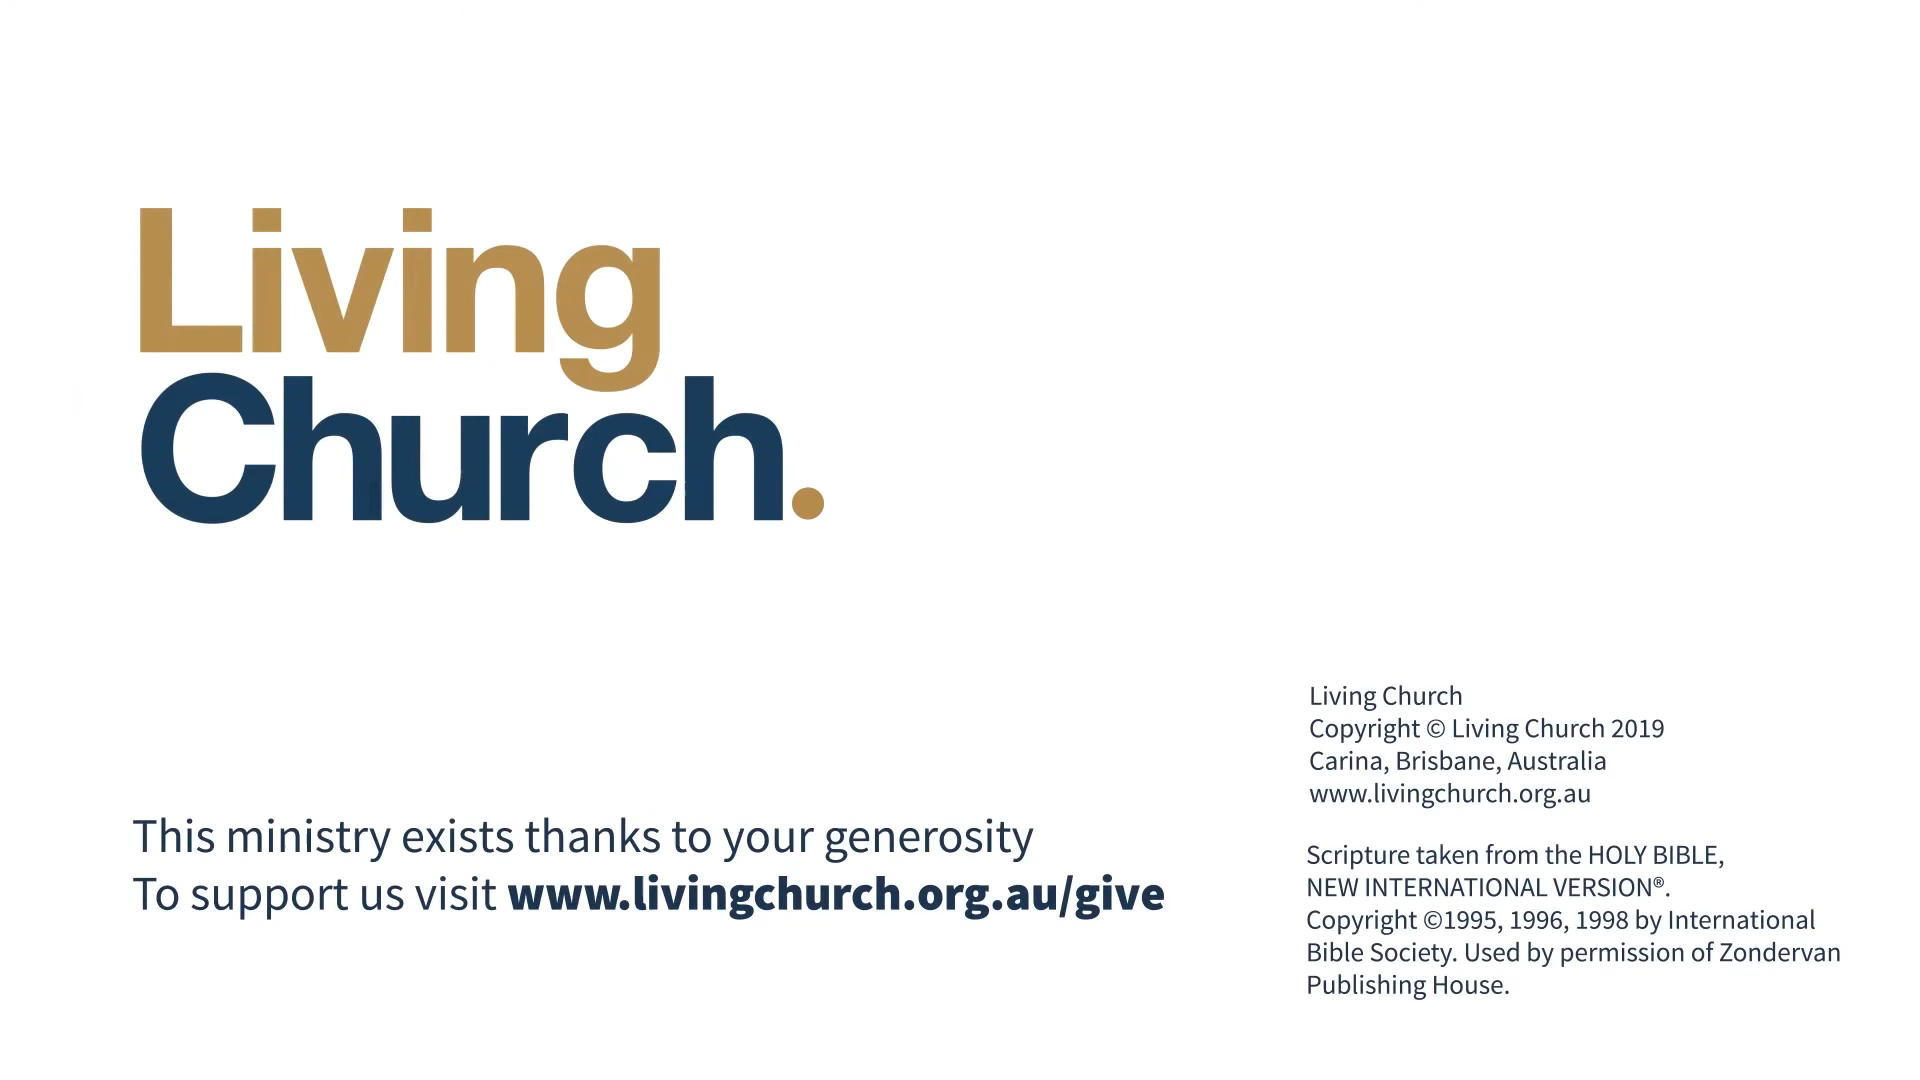 Living
Church.
This ministry exists thanks to your generosity
To support us visit www.livingchurch.org.au/give
Living Church
Copyright © Living Church 2019
Carina, Brisbane, Australia
www.livingchurch.org.au
Scripture taken from the HOLY BIBLE,
NEW INTERNATIONAL VERSION®.
Copyright ©1995, 1996, 1998 by International
Bible Society. Used by permission of Zondervan
Publishing House.